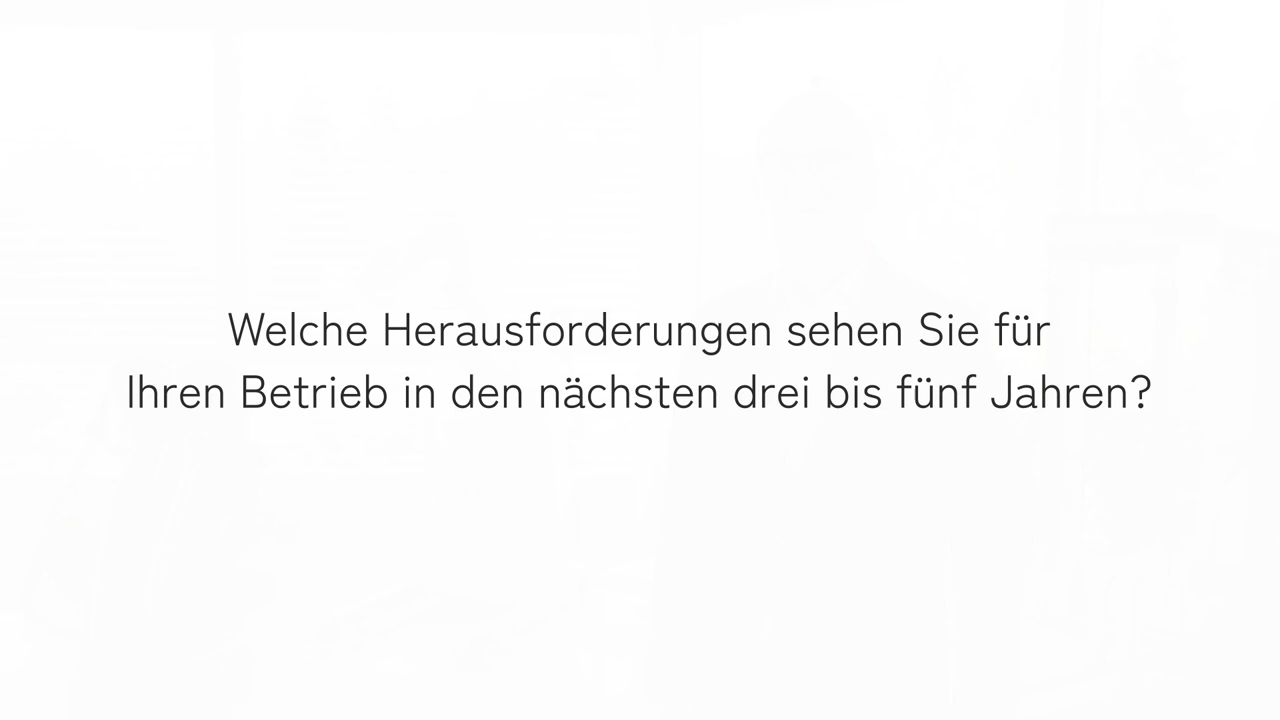 Welche Herausforderungen sehen Sie für
Ihren Betrieb in den nächsten drei bis fünf Jahren?